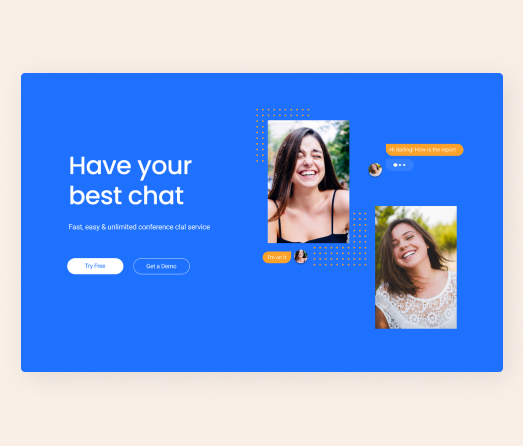 Have your
best chat
Fast, easy & unlimited conference clal service
Try Free
Get a Demo
Hi darling! How is the report
I'm on it